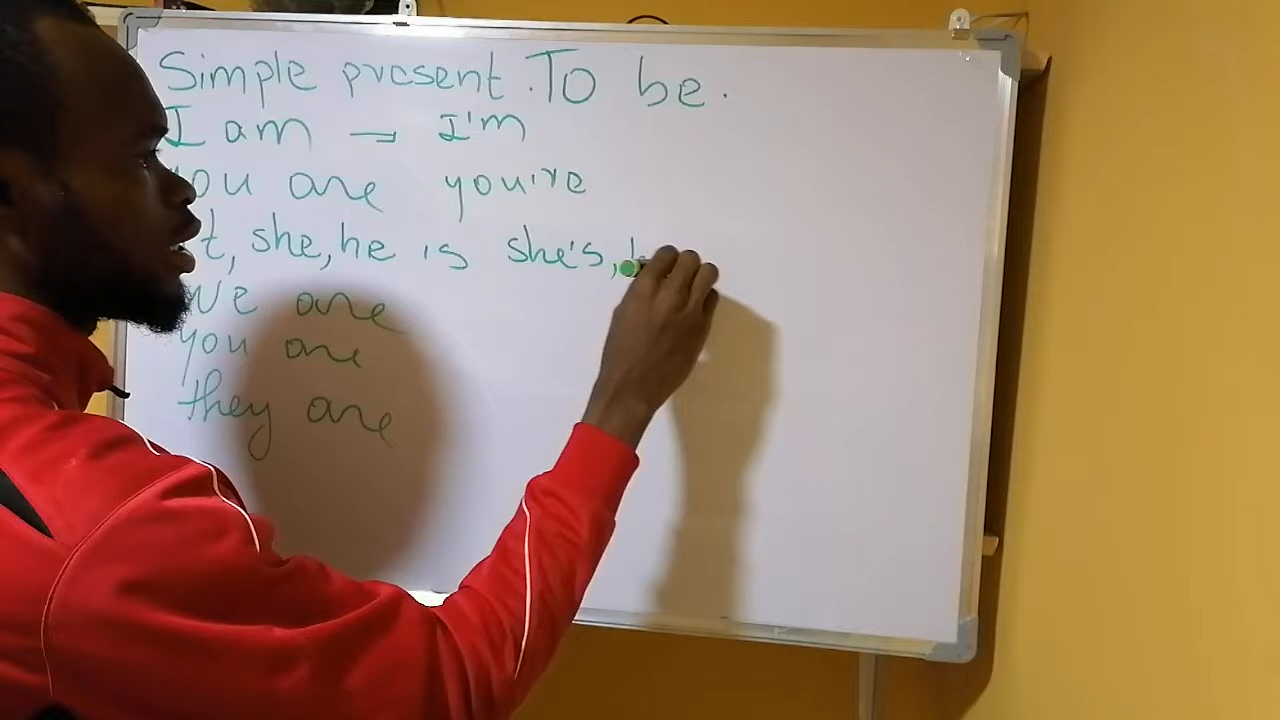 Simple present. To be.
I am → I'm
you are you're
it, she, he is she's, h
We are
you are
they are